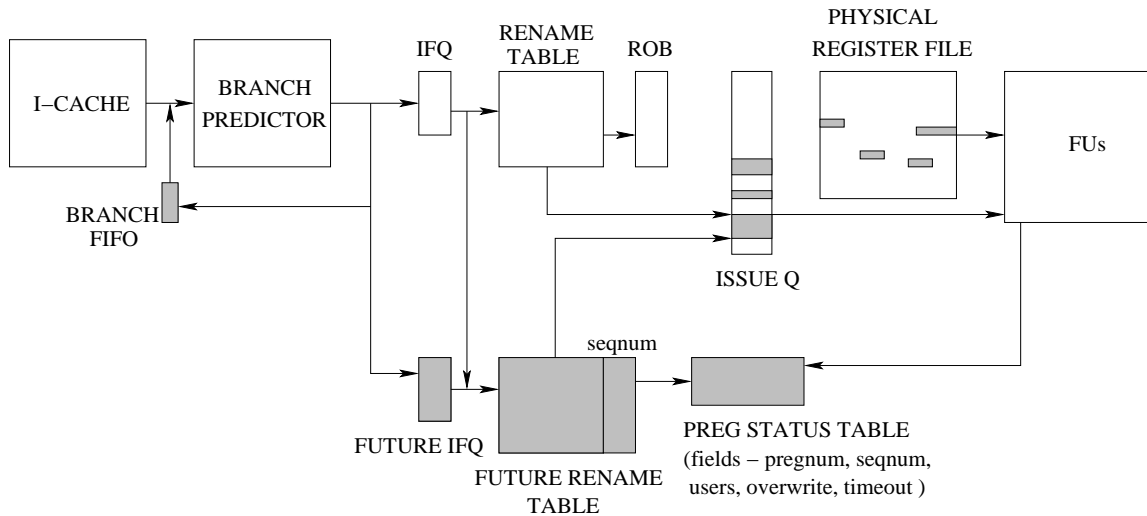 I–CACHE
BRANCH
PREDICTOR
BRANCH
FIFO
IFQ
RENAME
TABLE
ROB
PHYSICAL
REGISTER FILE
FUs
ISSUE Q
FUTURE IFQ
seqnum
FUTURE RENAME
TABLE
PREG STATUS TABLE
(fields – pregnum, seqnum,
users, overwrite, timeout )